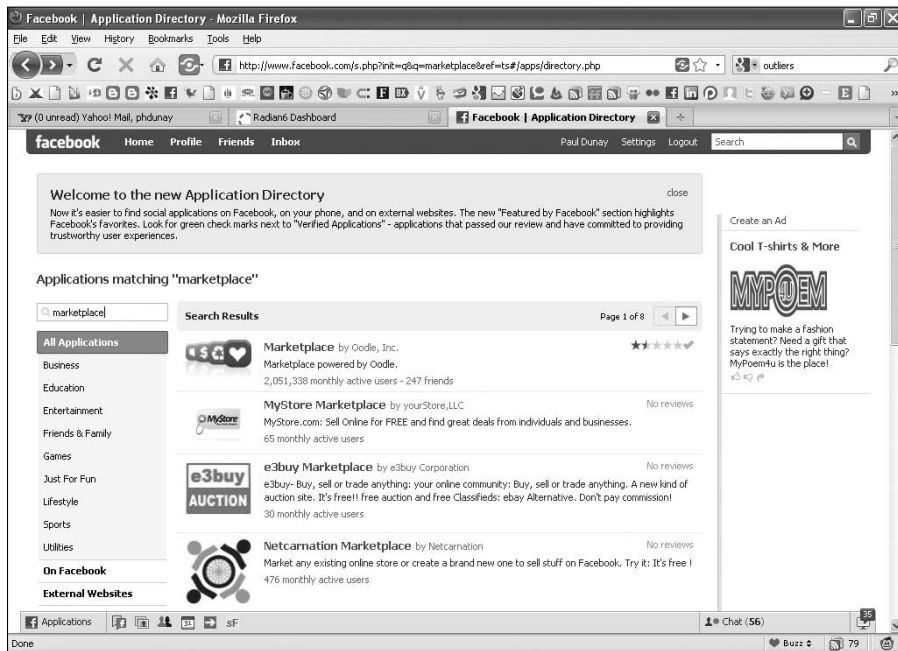 Facebook | Application Directory - Mozilla Firefox
File Edit View History Bookmarks Tools Help
http://www.facebook.com/s.php?init=q&q=marketplace&ref=ts#/apps/directory.php
outliers
(0 unread) Yahoo! Mail, phdunay
Radian6 Dashboard
Facebook | Application Directory
facebook Home Profile Friends Inbox Paul Dunay Settings Logout Search
Welcome to the new Application Directory
close
Now it's easier to find social applications on Facebook, on your phone, and on external websites. The new "Featured by Facebook" section highlights
Facebook's favorites. Look for green check marks next to "Verified Applications" - applications that passed our review and have committed to providing
trustworthy user experiences.
Applications matching "marketplace"
marketplace
All Applications
Business
Education
Entertainment
Friends & Family
Games
Just For Fun
Lifestyle
Sports
Utilities
On Facebook
External Websites
Search Results
Page 1 of 8
Marketplace by Oodle, Inc.
Marketplace powered by Oodle.
2,051,338 monthly active users - 247 friends
MyStore
MyStore Marketplace by yourStore,LLC
No reviews
MyStore.com: Sell Online for FREE and find great deals from individuals and businesses.
65 monthly active users
e3buy
AUCTION
e3buy Marketplace by e3buy Corporation
No reviews
e3buy- Buy, sell or trade anything: your online community: Buy, sell or trade anything. A new kind of
auction site. It's free!! free auction and free Classifieds: ebay Alternative. Don't pay commission!
30 monthly active users
Netcarnation Marketplace by Netcarnation
No reviews
Market any existing online store or create a brand new one to sell stuff on Facebook. Try it: It's free !
476 monthly active users
Create an Ad
Cool T-shirts & More
MYPOEM
4U
Trying to make a fashion
statement? Need a gift that
says exactly the right thing?
MyPoem4u is the place!
Applications
31
sF
Chat (56)
35
Done
Buzz
79